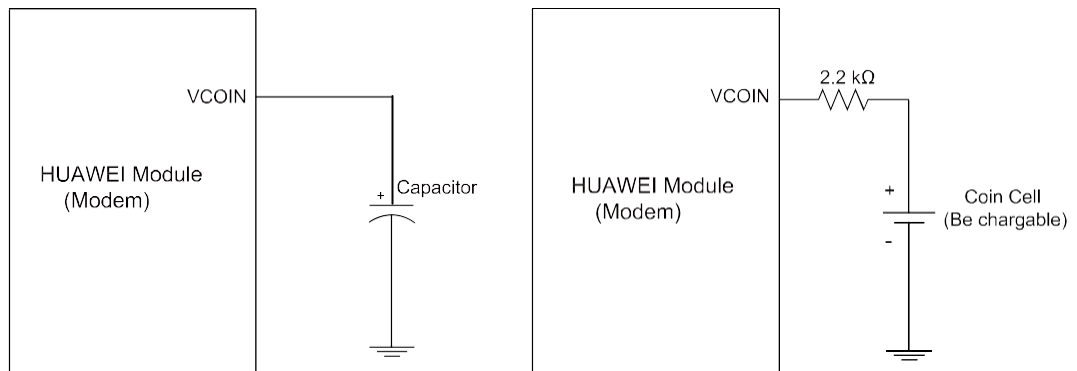 VCOIN
HUAWEI Module
(Modem)
+
Capacitor
2.2 kΩ
VCOIN
HUAWEI Module
(Modem)
+
-
Coin Cell
(Be chargable)